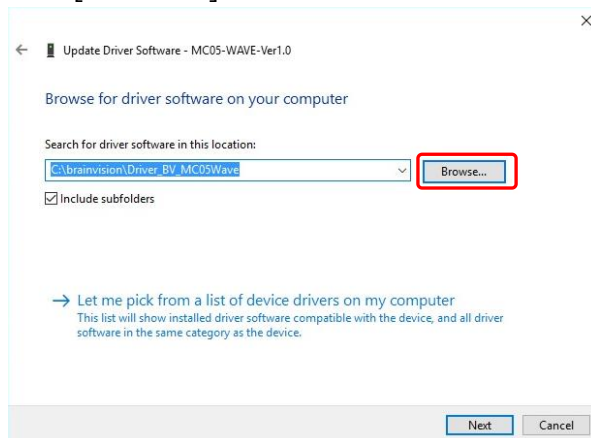 Update Driver Software - MC05-WAVE-Ver1.0
Browse for driver software on your computer
Search for driver software in this location:
C:\brainvision\Driver_BV_MC05Wave
Browse...
Include subfolders
Let me pick from a list of device drivers on my computer
This list will show installed driver software compatible with the device, and all driver
software in the same category as the device.
Next Cancel